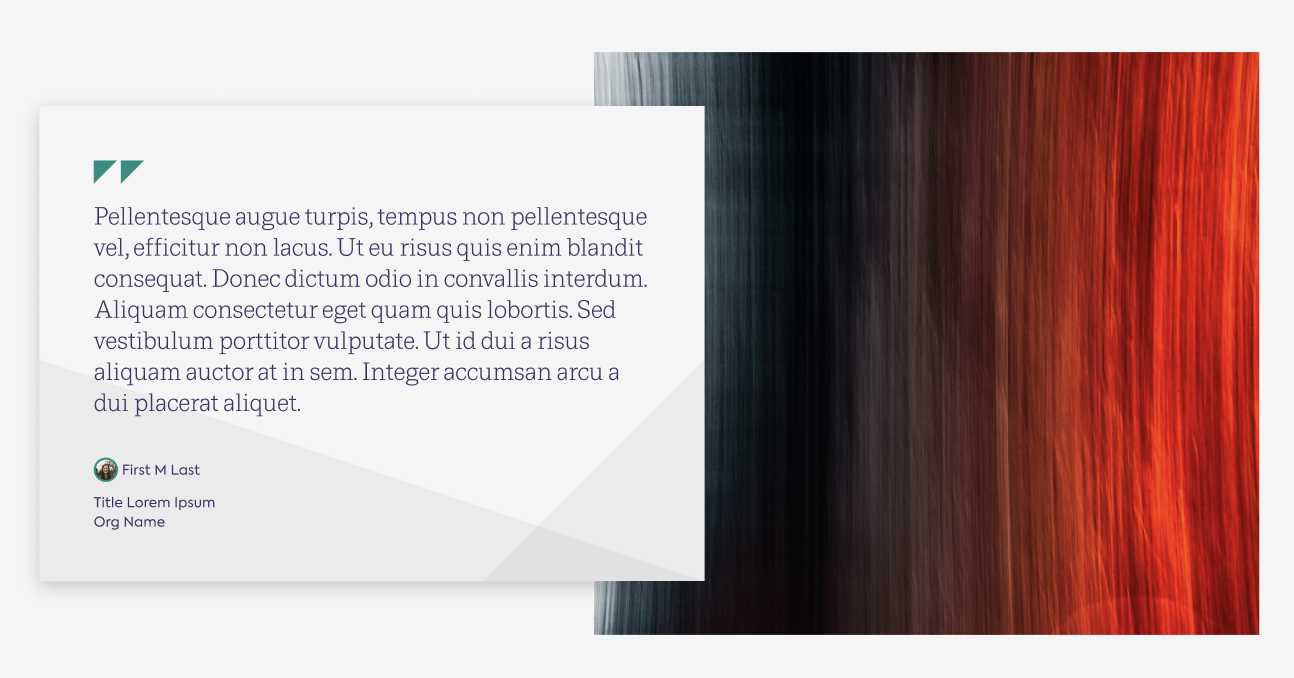 Pellentesque augue turpis, tempus non pellentesque
vel, efficitur non lacus. Ut eu risus quis enim blandit
consequat. Donec dictum odio in convallis interdum.
Aliquam consectetur eget quam quis lobortis. Sed
vestibulum porttitor vulputate. Ut id dui a risus
aliquam auctor at in sem. Integer accumsan arcu a
dui placerat aliquet.
First M Last
Title Lorem Ipsum
Org Name